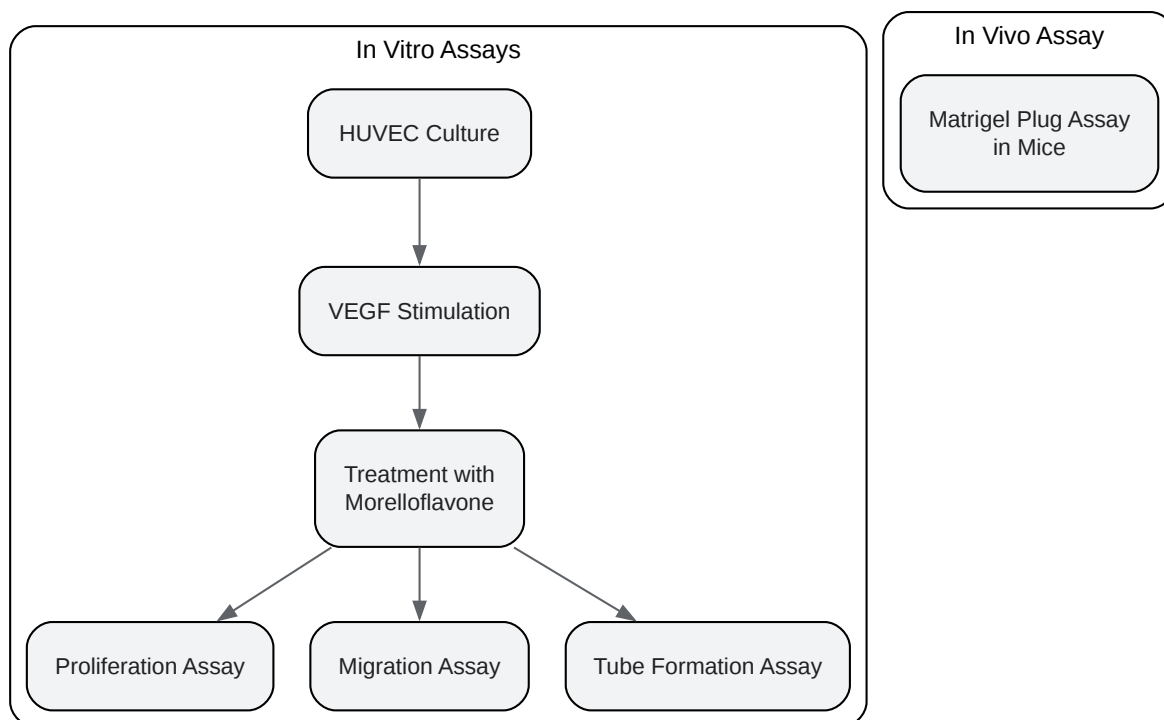 In Vitro Assays
HUVEC Culture
VEGF Stimulation
Treatment with
Morelloflavone
Proliferation Assay
Migration Assay
Tube Formation Assay
In Vivo Assay
Matrigel Plug Assay
in Mice